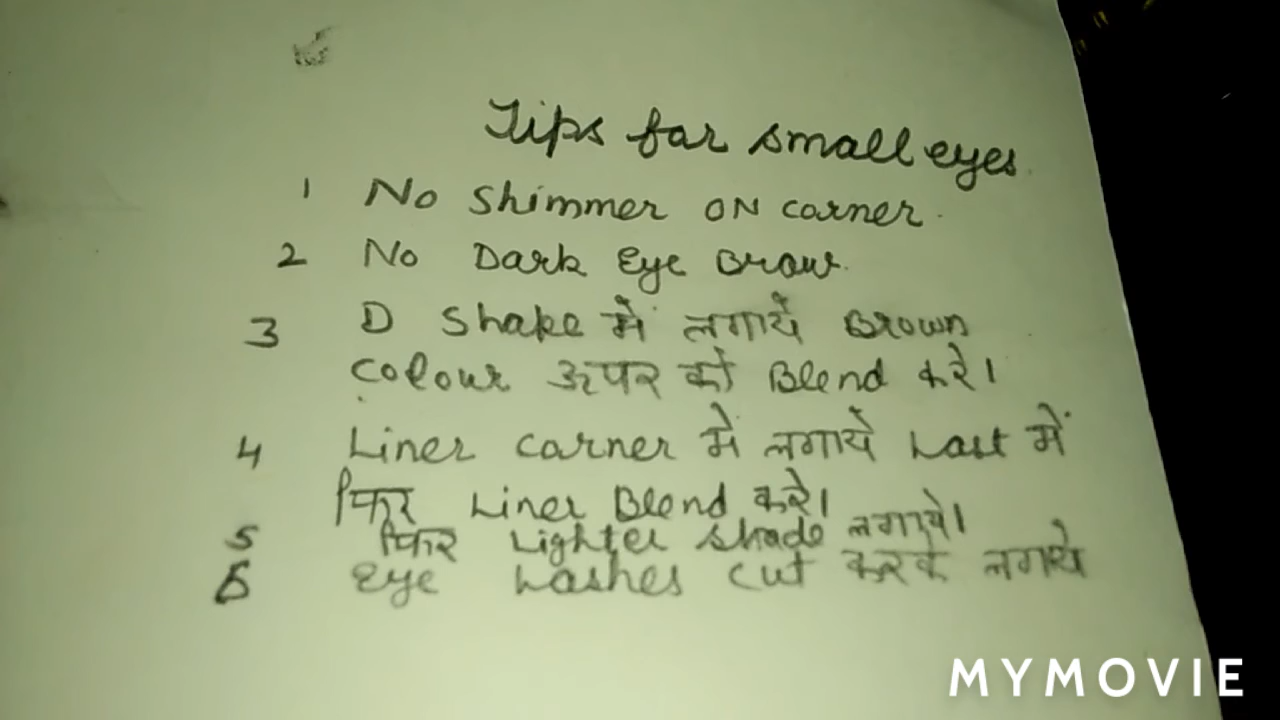 Tips for small eyes
1 No Shimmer ON corner.
2 No Dark Eye Brow.
3 D Shape में लगाये Brown
Colour ऊपर को Blend करे।
4 Liner corner में लगाये Last में
फिर Liner Blend करे।
5 फिर Lighter shade लगाये।
6 Eye Lashes cut करके लगाये
MYMOVIE